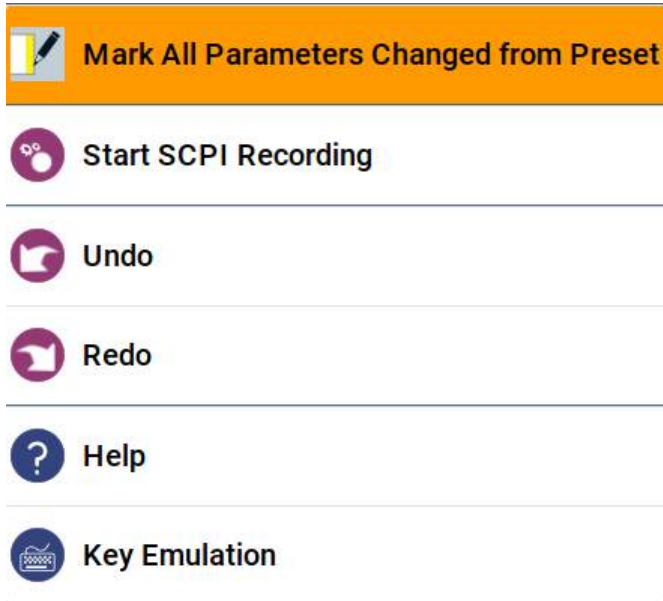 Mark All Parameters Changed from Preset
Start SCPI Recording
Undo
Redo
Help
Key Emulation